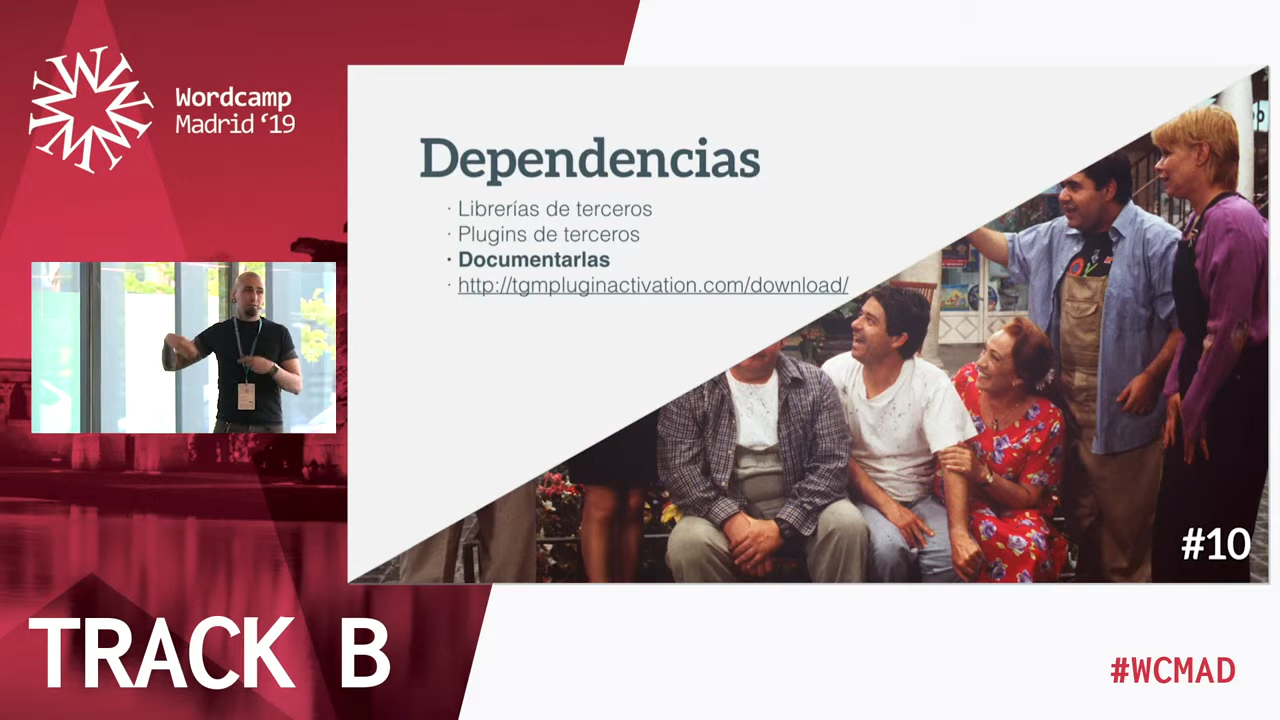 Wordcamp
Madrid ‘19
Dependencias
· Librerías de terceros
· Plugins de terceros
· Documentarlas
· http://tgmpluginactivation.com/download/
#10
TRACK B
#WCMAD